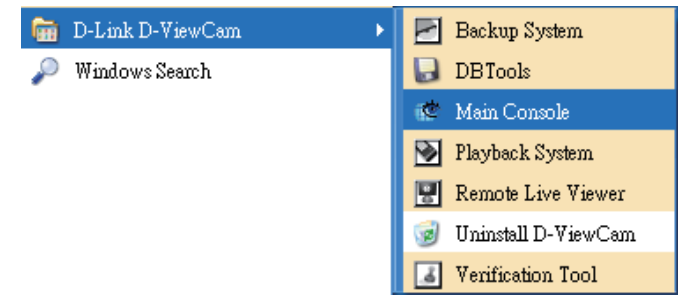 D-Link D-ViewCam
Windows Search
Backup System
DBTools
Main Console
Playback System
Remote Live Viewer
Uninstall D-ViewCam
Verification Tool